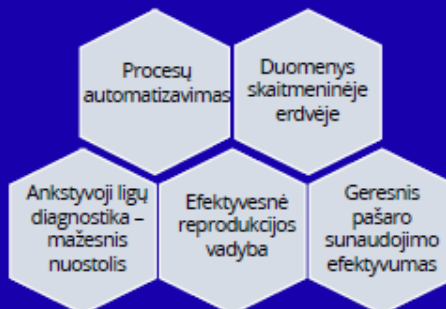 Procesų
automatizavimas
Duomenys
skaitmeninėje
erdvėje
Ankstyvoji ligų
diagnostika –
mažesnis
nuostolis
Efektyvesnė
reprodukcijos
vadyba
Geresnis
pašaro
sunaudojimo
efektyvumas